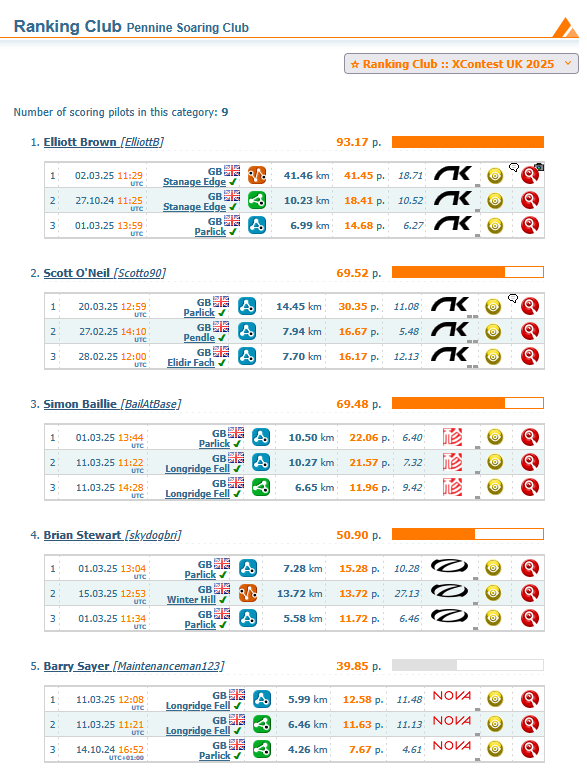 Ranking Club Pennine Soaring Club
☆ Ranking Club :: XContest UK 2025
Number of scoring pilots in this category: 9
1. Elliott Brown [ElliottB] 93.17 p.
1 02.03.25 11:29 UTC GB Stanage Edge ✔ 41.46 km 41.45 p. 18.71
2 27.10.24 11:25 UTC GB Stanage Edge ✔ 10.23 km 18.41 p. 10.52
3 01.03.25 13:59 UTC GB Parlick ✔ 6.99 km 14.68 p. 6.27
2. Scott O'Neil [Scotto90] 69.52 p.
1 20.03.25 12:59 UTC GB Parlick ✔ 14.45 km 30.35 p. 11.08
2 27.02.25 14:10 UTC GB Pendle ✔ 7.94 km 16.67 p. 5.48
3 28.02.25 12:00 UTC GB Elidir Fach ✔ 7.70 km 16.17 p. 12.13
3. Simon Baillie [BailAtBase] 69.48 p.
1 01.03.25 13:44 UTC GB Parlick ✔ 10.50 km 22.06 p. 6.40
2 11.03.25 11:22 UTC GB Longridge Fell ✔ 10.27 km 21.57 p. 7.32
3 11.03.25 14:28 UTC GB Longridge Fell ✔ 6.65 km 11.96 p. 9.42
4. Brian Stewart [skydogbri] 50.90 p.
1 01.03.25 13:04 UTC GB Parlick ✔ 7.28 km 15.28 p. 10.28
2 15.03.25 12:53 UTC GB Winter Hill ✔ 13.72 km 13.72 p. 27.13
3 01.03.25 11:34 UTC GB Parlick ✔ 5.58 km 11.72 p. 6.46
5. Barry Sayer [Maintenanceman123] 39.85 p.
1 11.03.25 12:08 UTC GB Longridge Fell ✔ 5.99 km 12.58 p. 11.48 NOVA
2 11.03.25 11:21 UTC GB Longridge Fell ✔ 6.46 km 11.63 p. 11.13 NOVA
3 14.10.24 16:52 UTC+01:00 GB Parlick ✔ 4.26 km 7.67 p. 4.61 NOVA